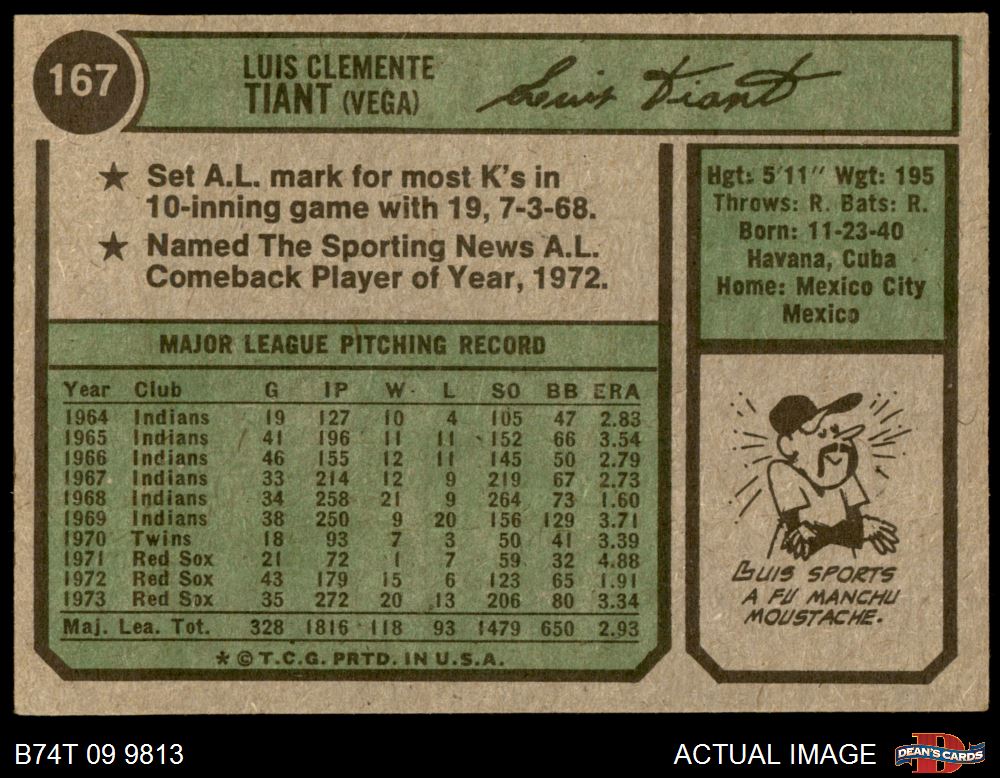 167
LUIS CLEMENTE
TIANT (VEGA)
Luis Tiant
★ Set A.L. mark for most K's in
10-inning game with 19, 7-3-68.
★ Named The Sporting News A.L.
Comeback Player of Year, 1972.
Hgt: 5'11" Wgt: 195
Throws: R. Bats: R.
Born: 11-23-40
Havana, Cuba
Home: Mexico City
Mexico
MAJOR LEAGUE PITCHING RECORD
Year Club G IP W L SO BB ERA
1964 Indians 19 127 10 4 105 47 2.83
1965 Indians 41 196 11 11 152 66 3.54
1966 Indians 46 155 12 11 145 50 2.79
1967 Indians 33 214 12 9 219 67 2.73
1968 Indians 34 258 21 9 264 73 1.60
1969 Indians 38 250 9 20 156 129 3.71
1970 Twins 18 93 7 3 50 41 3.39
1971 Red Sox 21 72 1 7 59 32 4.88
1972 Red Sox 43 179 15 6 123 65 1.91
1973 Red Sox 35 272 20 13 206 80 3.34
Maj. Lea. Tot. 328 1816 118 93 1479 650 2.93
* © T.C.G. PRTD. IN U.S.A.
LUIS SPORTS
A FU MANCHU
MOUSTACHE.
B74T 09 9813
ACTUAL IMAGE
DEAN'S CARDS